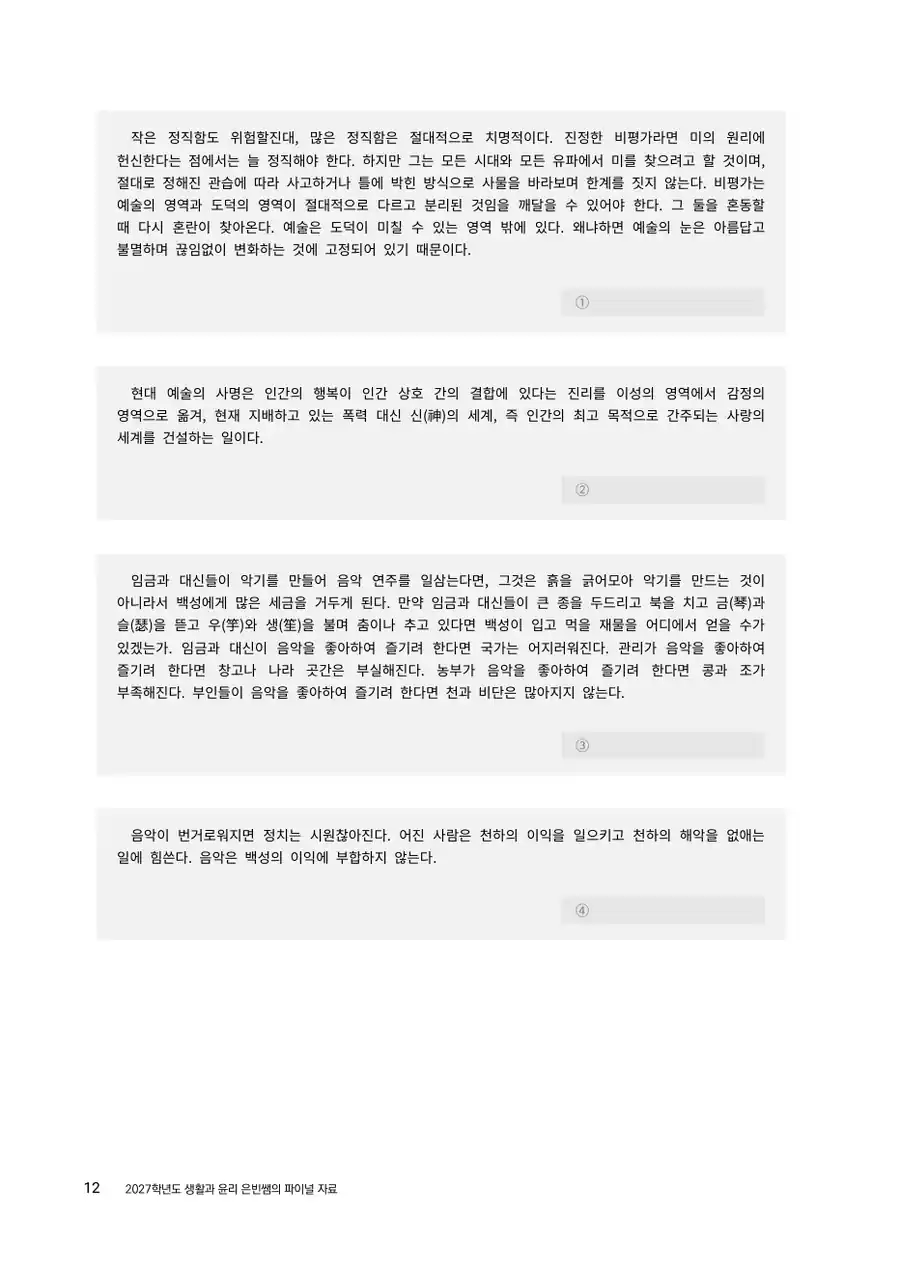 작은 정직함도 위험할진대, 많은 정직함은 절대적으로 치명적이다. 진정한 비평가라면 미의 원리에
헌신한다는 점에서는 늘 정직해야 한다. 하지만 그는 모든 시대와 모든 유파에서 미를 찾으려고 할 것이며,
절대로 정해진 관습에 따라 사고하거나 틀에 박힌 방식으로 사물을 바라보며 한계를 짓지 않는다. 비평가는
예술의 영역과 도덕의 영역이 절대적으로 다르고 분리된 것임을 깨달을 수 있어야 한다. 그 둘을 혼동할
때 다시 혼란이 찾아온다. 예술은 도덕이 미칠 수 있는 영역 밖에 있다. 왜냐하면 예술의 눈은 아름답고
불멸하며 끊임없이 변화하는 것에 고정되어 있기 때문이다.
①
현대 예술의 사명은 인간의 행복이 인간 상호 간의 결합에 있다는 진리를 이성의 영역에서 감정의
영역으로 옮겨, 현재 지배하고 있는 폭력 대신 신(神)의 세계, 즉 인간의 최고 목적으로 간주되는 사랑의
세계를 건설하는 일이다.
②
임금과 대신들이 악기를 만들어 음악 연주를 일삼는다면, 그것은 흙을 긁어모아 악기를 만드는 것이
아니라서 백성에게 많은 세금을 거두게 된다. 만약 임금과 대신들이 큰 종을 두드리고 북을 치고 금(琴)과
슬(瑟)을 뜯고 우(竽)와 생(笙)을 불며 춤이나 추고 있다면 백성이 입고 먹을 재물을 어디에서 얻을 수가
있겠는가. 임금과 대신이 음악을 좋아하여 즐기려 한다면 국가는 어지러워진다. 관리가 음악을 좋아하여
즐기려 한다면 창고나 나라 곳간은 부실해진다. 농부가 음악을 좋아하여 즐기려 한다면 콩과 조가
부족해진다. 부인들이 음악을 좋아하여 즐기려 한다면 천과 비단은 많아지지 않는다.
③
음악이 번거로워지면 정치는 시원찮아진다. 어진 사람은 천하의 이익을 일으키고 천하의 해악을 없애는
일에 힘쓴다. 음악은 백성의 이익에 부합하지 않는다.
④
12 2027학년도 생활과 윤리 은빈쌤의 파이널 자료